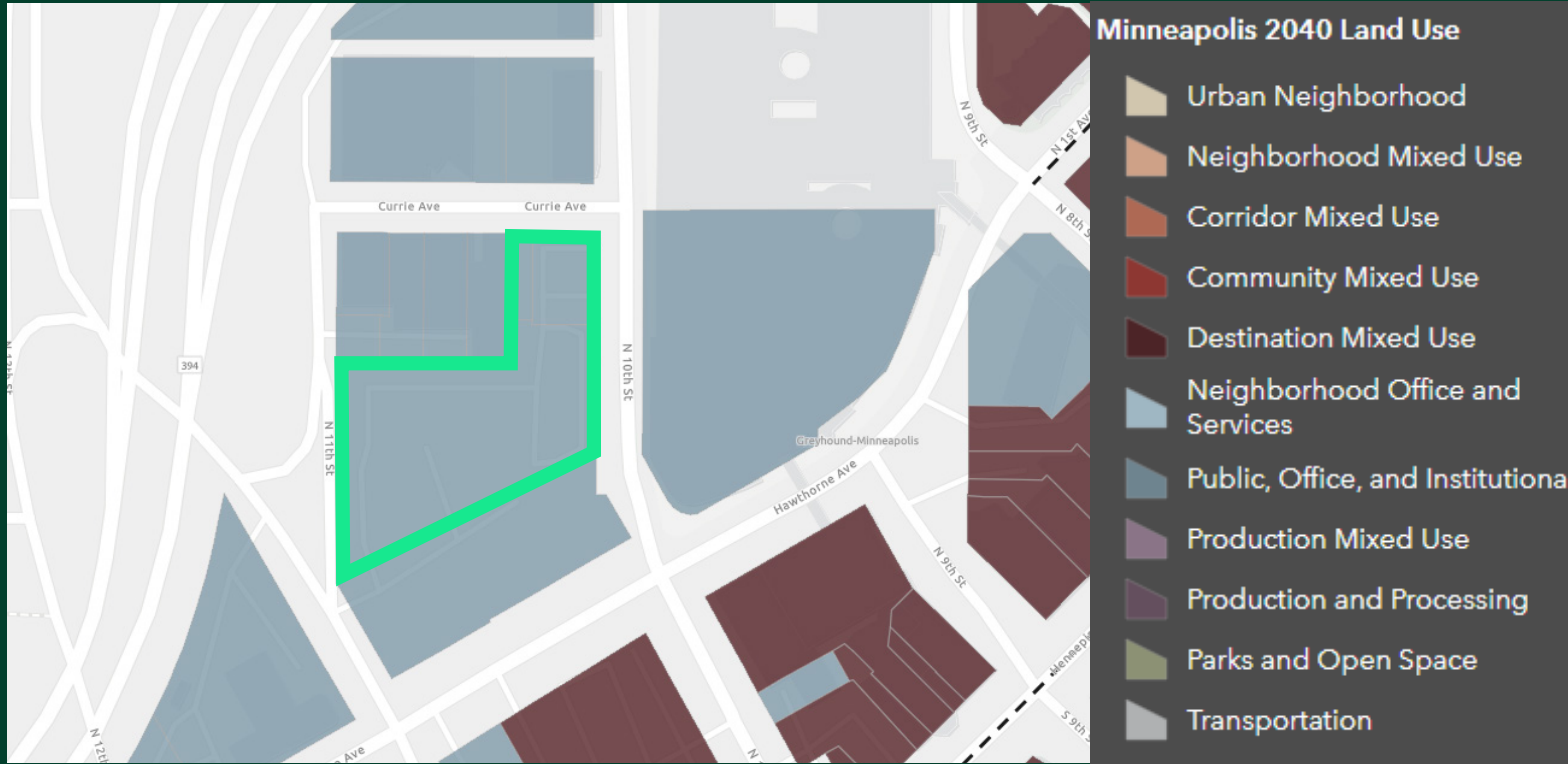 Minneapolis 2040 Land Use
Urban Neighborhood
Neighborhood Mixed Use
Corridor Mixed Use
Community Mixed Use
Destination Mixed Use
Neighborhood Office and
Services
Public, Office, and Institutiona
Production Mixed Use
Production and Processing
Parks and Open Space
Transportation
N 9th St
N 1st Av
Currie Ave
Currie Ave
N 8th S
394
N 10th St
N 11th St
Greyhound-Minneapolis
Hawthorne Ave
N 9th St
Hennepi
S 9th
N 12th
Ave
N